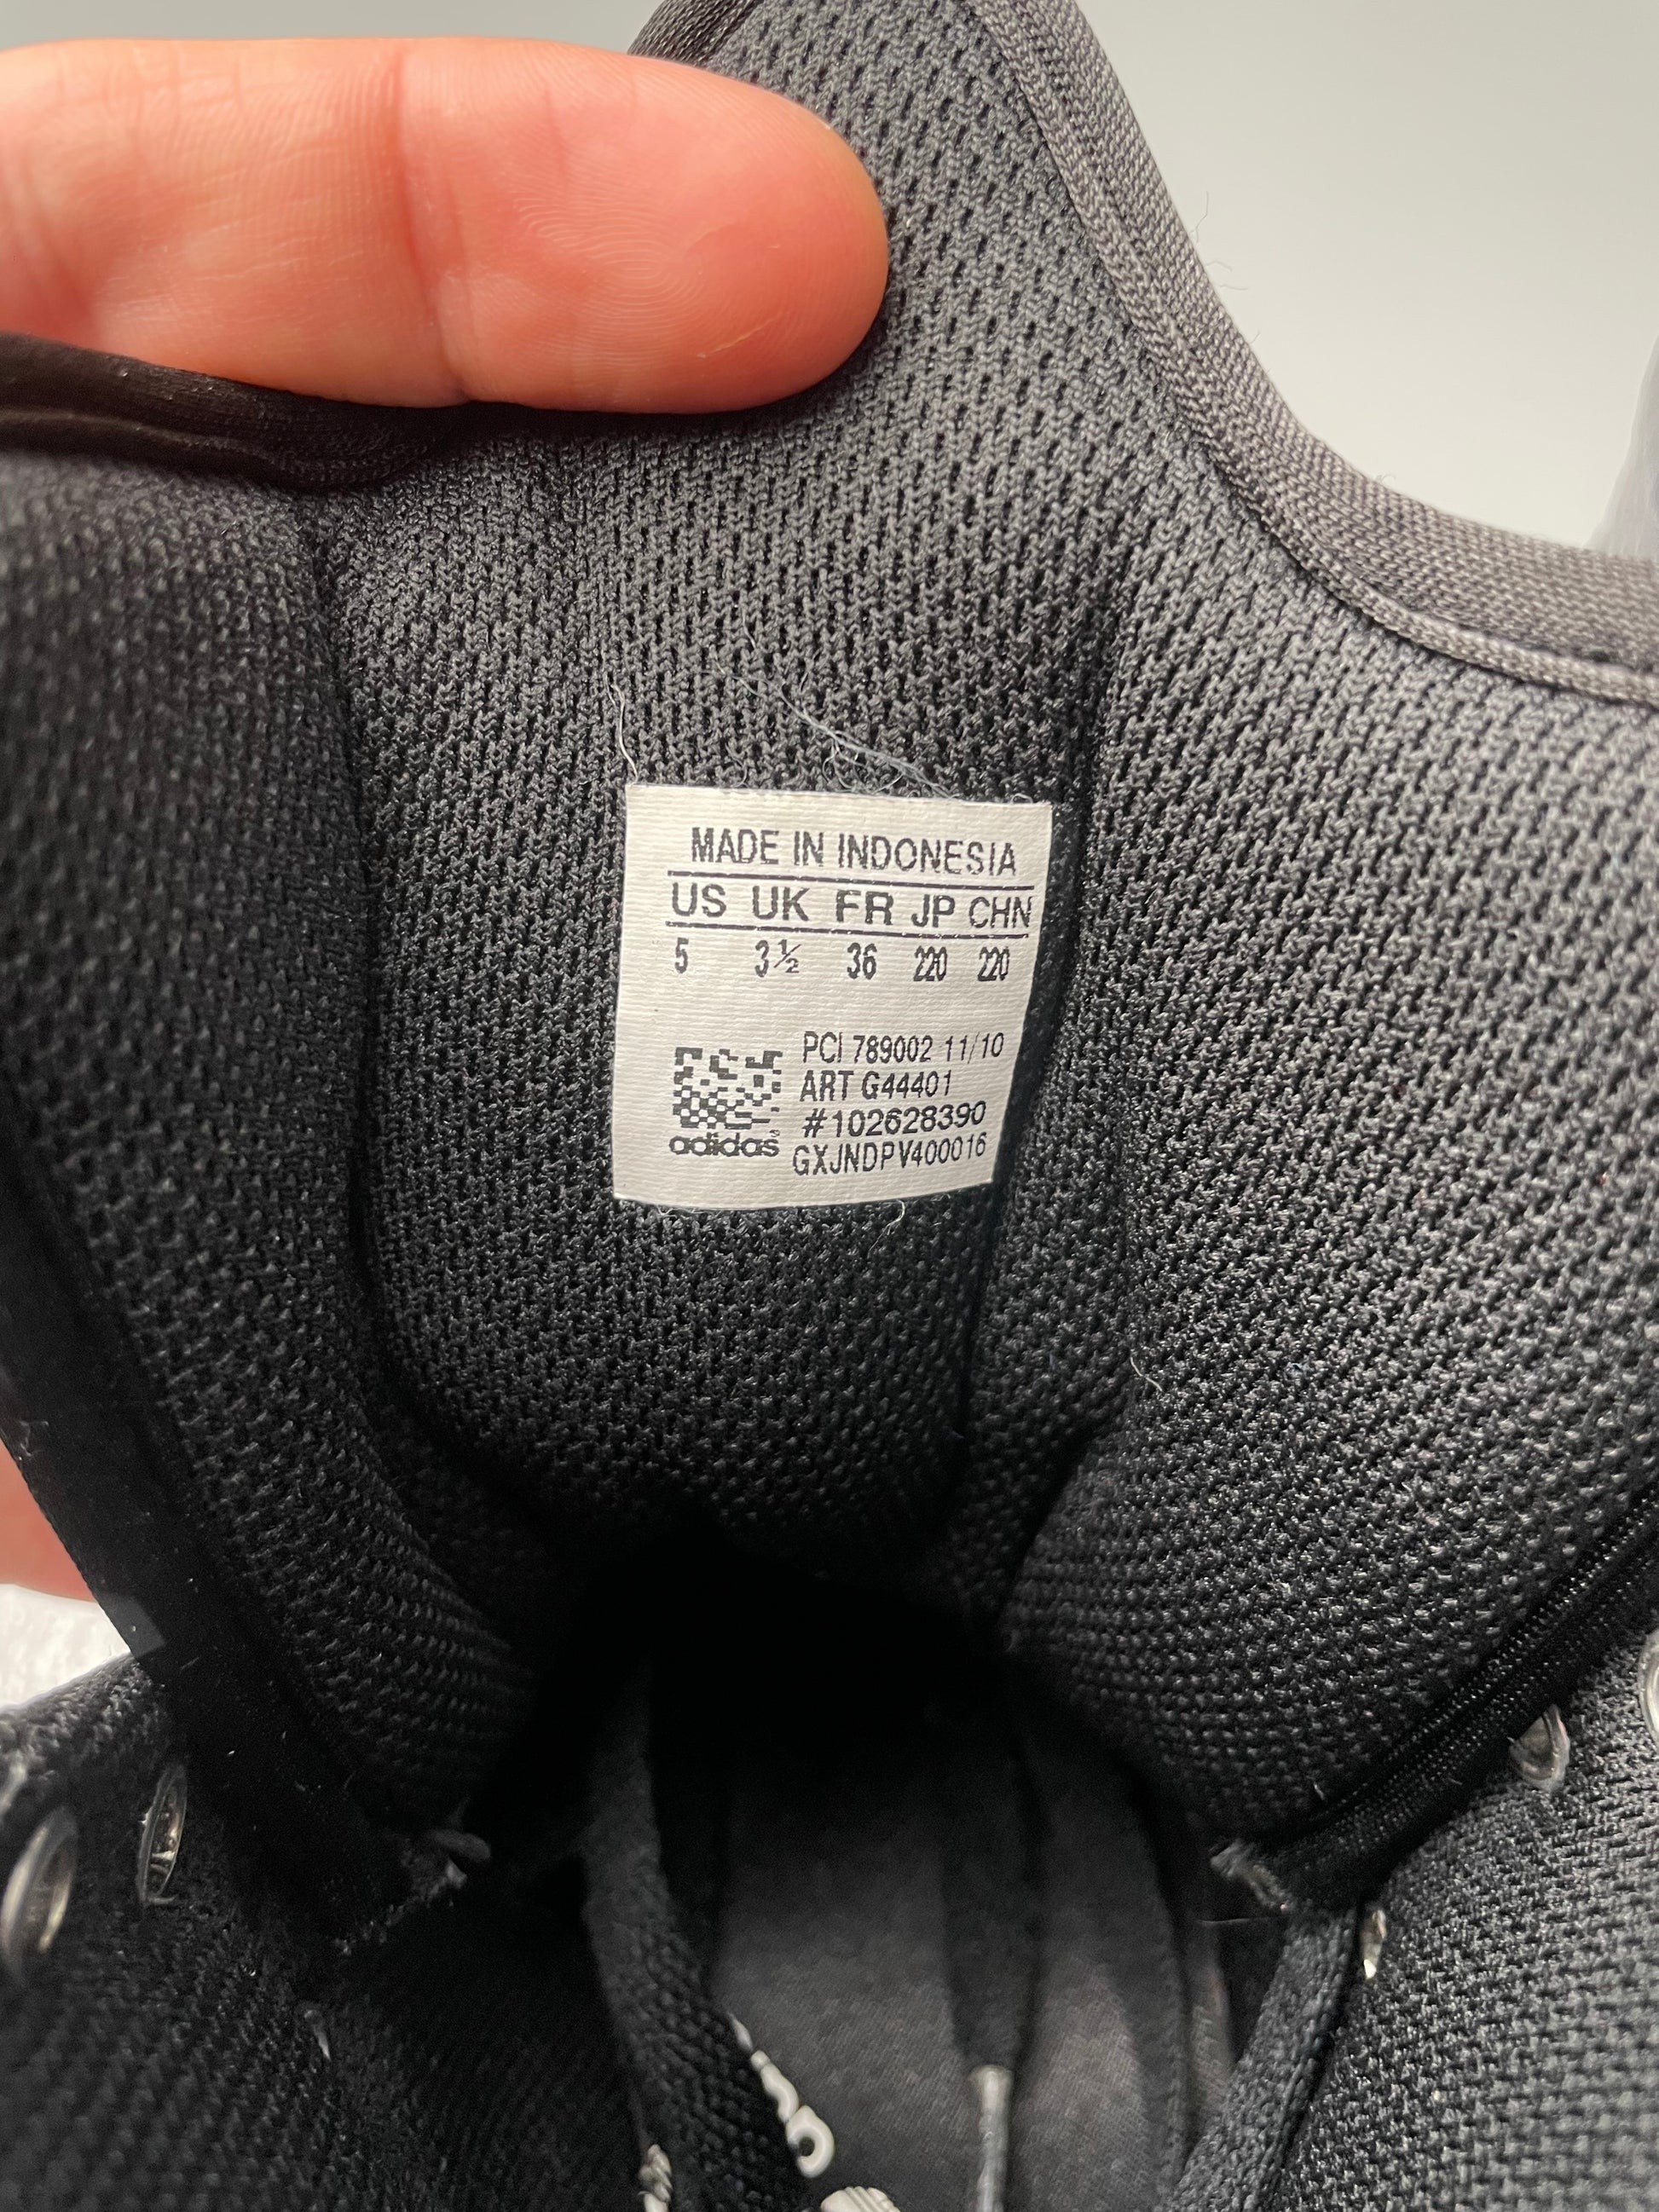 MADE IN INDONESIA
US UK FR JP CHN
5 3½ 36 220 220
PCI 789002 11/10
ART G44401
#102628390
adidas GXJNDPV400016